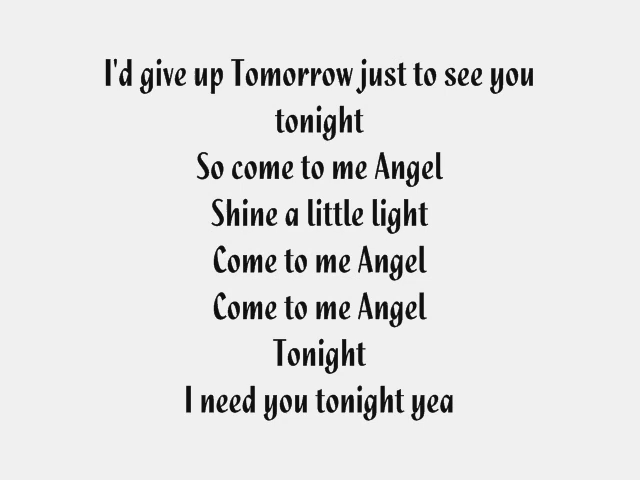 I'd give up Tomorrow just to see you
tonight
So come to me Angel
Shine a little light
Come to me Angel
Come to me Angel
Tonight
I need you tonight yea